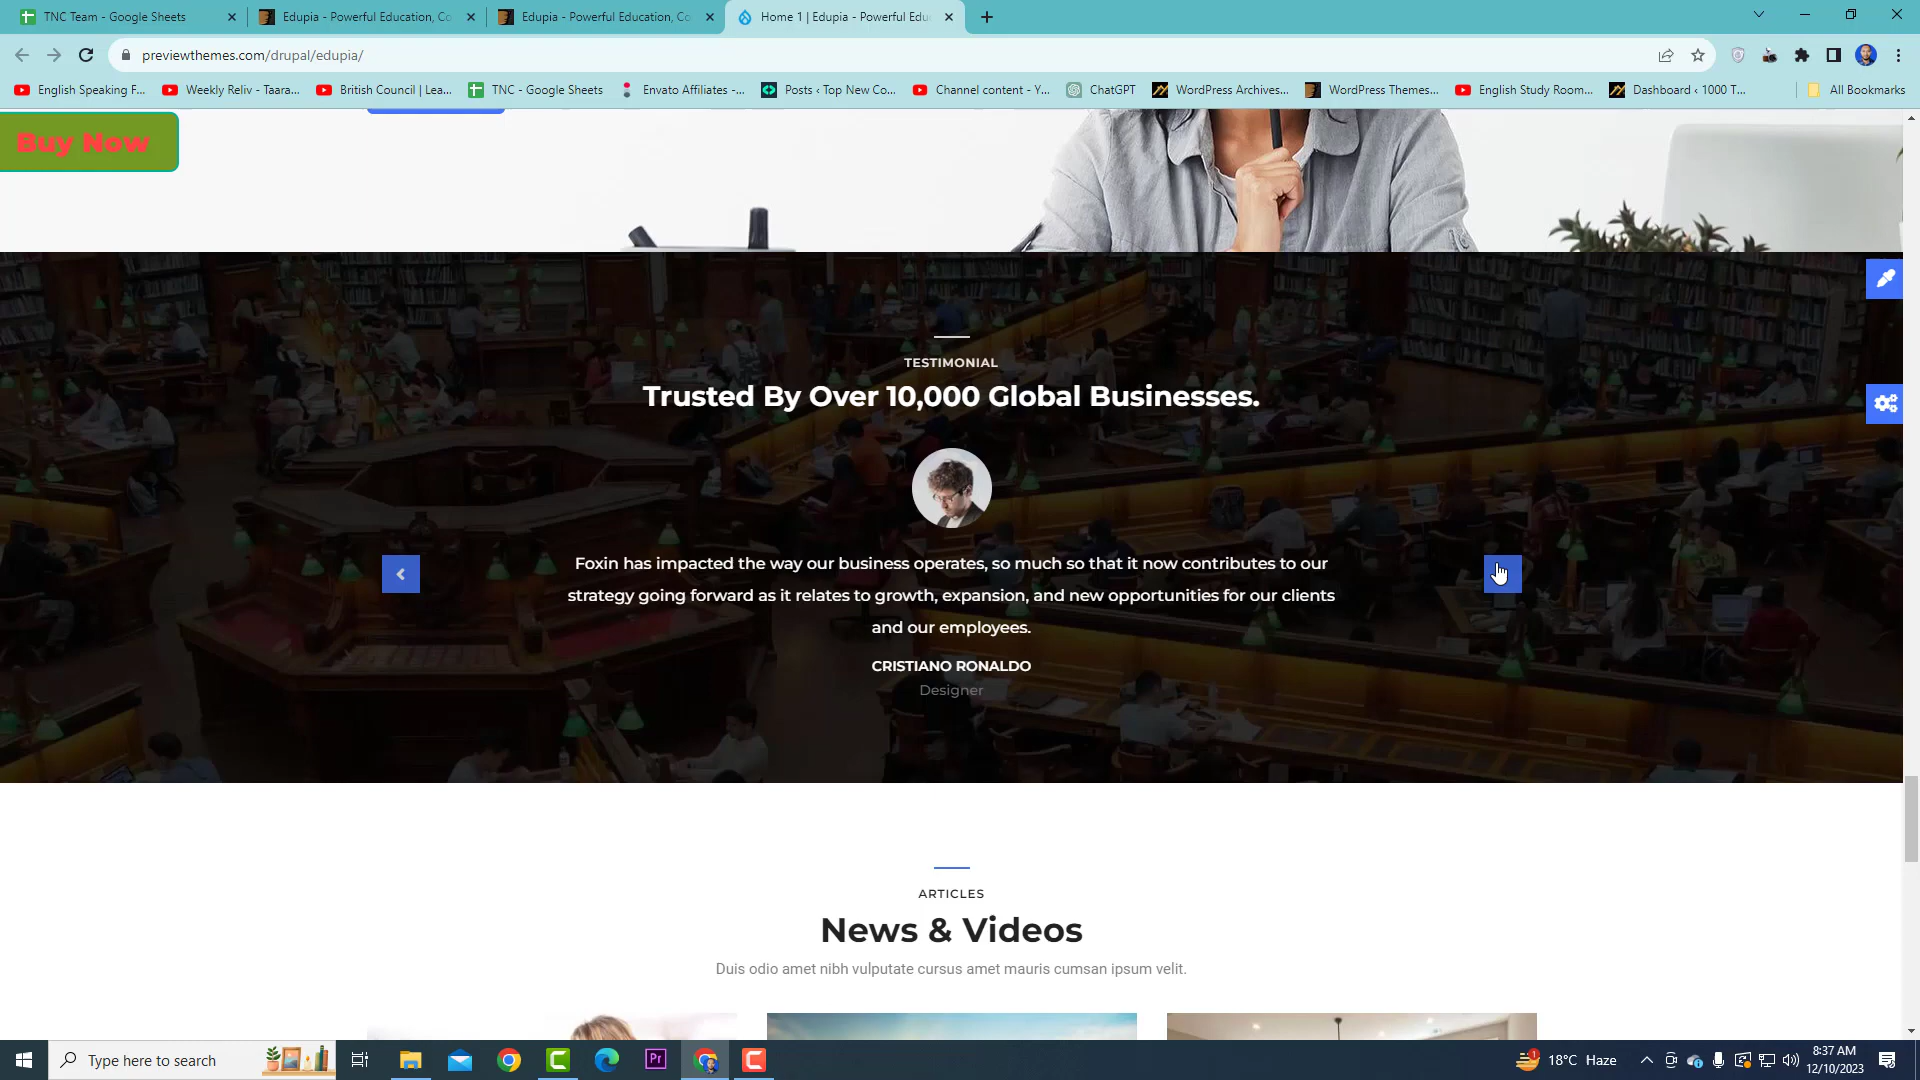 TNC Team - Google Sheets
Edupia - Powerful Education, Co
Edupia - Powerful Education, Co
Home 1 | Edupia - Powerful Edu
previewthemes.com/drupal/edupia/
English Speaking F...
Weekly Reliv - Taara...
British Council | Lea...
TNC - Google Sheets
Envato Affiliates -...
Posts ‹ Top New Co...
Channel content - Y...
ChatGPT
WordPress Archives...
WordPress Themes...
English Study Room...
Dashboard ‹ 1000 T...
All Bookmarks
Buy Now
TESTIMONIAL
Trusted By Over 10,000 Global Businesses.
Foxin has impacted the way our business operates, so much so that it now contributes to our
strategy going forward as it relates to growth, expansion, and new opportunities for our clients
and our employees.
CRISTIANO RONALDO
Designer
ARTICLES
News & Videos
Duis odio amet nibh vulputate cursus amet mauris cumsan ipsum velit.
Type here to search
Pr
1
18°C Haze
8:37 AM
12/10/2023